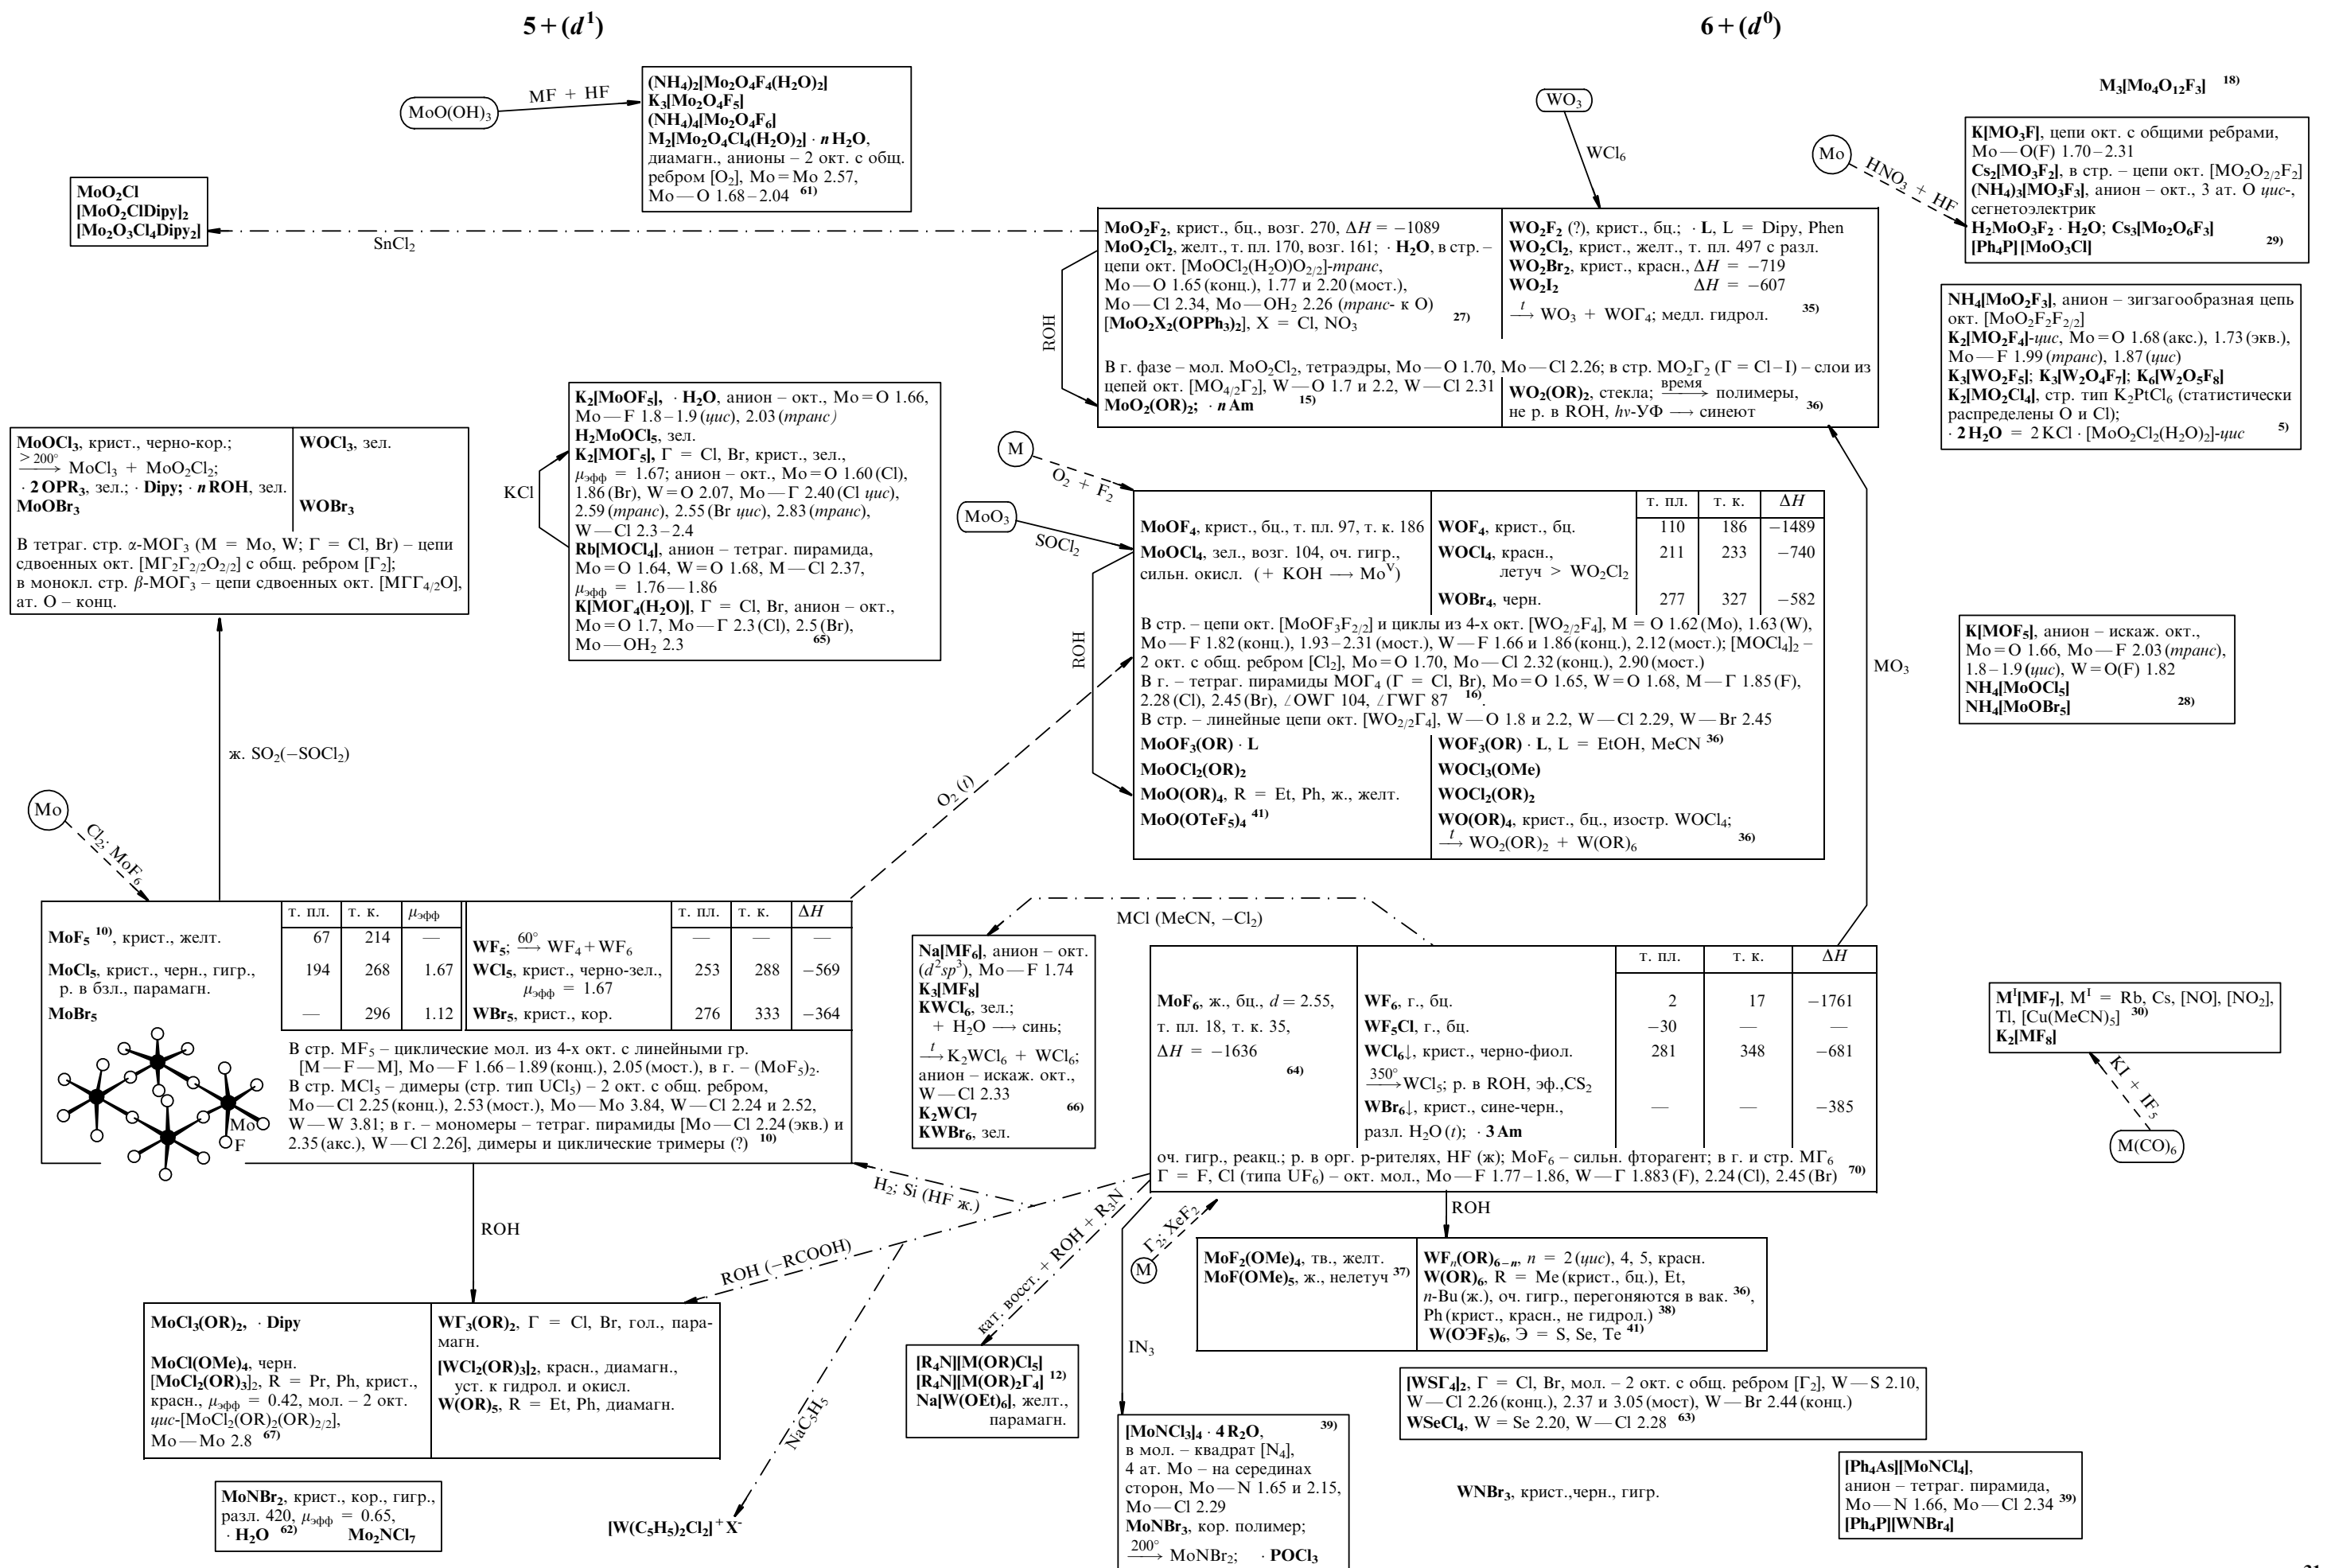 5+(d¹)
6+(d⁰)
MoO(OH)₃
MF + HF
(NH₄)₂[Mo₂O₄F₄(H₂O)₂]
K₃[Mo₂O₄F₅]
(NH₄)₄[Mo₂O₄F₆]
M₂[Mo₂O₄Cl₄(H₂O)₂] · n H₂O,
диамагн., анионы – 2 окт. с общ.
ребром [O₂], Mo=Mo 2.57,
Mo—O 1.68–2.04 ⁶¹⁾
MoO₂Cl
[MoO₂ClDipy]₂
[Mo₂O₃Cl₄Dipy₂]
SnCl₂
WO₃
WCl₆
Mo
HNO₃ + HF
M₃[Mo₄O₁₂F₃] ¹⁸⁾
K[MO₃F], цепи окт. с общими ребрами,
Mo—O(F) 1.70–2.31
Cs₂[MO₃F₂], в стр. – цепи окт. [MO₂O₂/₂F₂]
(NH₄)₃[MO₃F₃], анион – окт., 3 ат. O цис-,
сегнетоэлектрик
H₂MoO₃F₂ · H₂O; Cs₃[Mo₂O₆F₃]
[Ph₄P][MoO₃Cl] ²⁹⁾
MoO₂F₂, крист., бц., возг. 270, ΔH = −1089
MoO₂Cl₂, желт., т. пл. 170, возг. 161; · H₂O, в стр. –
цепи окт. [MoOCl₂(H₂O)O₂/₂]-транс,
Mo—O 1.65 (конц.), 1.77 и 2.20 (мост.),
Mo—Cl 2.34, Mo—OH₂ 2.26 (транс- к O)
[MoO₂X₂(OPPh₃)₂], X = Cl, NO₃ ²⁷⁾
WO₂F₂ (?), крист., бц.; · L, L = Dipy, Phen
WO₂Cl₂, крист., желт., т. пл. 497 с разл.
WO₂Br₂, крист., красн., ΔH = −719
WO₂I₂ ΔH = −607
t⟶ WO₃ + WOГ₄; медл. гидрол. ³⁵⁾
В г. фазе – мол. MoO₂Cl₂, тетраэдры, Mo—O 1.70, Mo—Cl 2.26; в стр. MO₂Г₂ (Г = Cl–I) – слои из
цепей окт. [MO₄/₂Г₂], W—O 1.7 и 2.2, W—Cl 2.31
MoO₂(OR)₂; · n Am ¹⁵⁾
WO₂(OR)₂, стекла; время⟶ полимеры,
не р. в ROH, hν-УФ ⟶ синеют ³⁶⁾
ROH
NH₄[MoO₂F₃], анион – зигзагообразная цепь
окт. [MoO₂F₂F₂/₂]
K₂[MO₂F₄]-цис, Mo=O 1.68 (акс.), 1.73 (экв.),
Mo—F 1.99 (транс), 1.87 (цис)
K₃[WO₂F₅]; K₃[W₂O₄F₇]; K₆[W₂O₅F₈]
K₂[MO₂Cl₄], стр. тип K₂PtCl₆ (статистически
распределены O и Cl);
· 2H₂O = 2KCl · [MoO₂Cl₂(H₂O)₂]-цис ⁵⁾
MoOCl₃, крист., черно-кор.;
>200°⟶ MoCl₃ + MoO₂Cl₂;
· 2OPR₃, зел.; · Dipy; · n ROH, зел.
MoOBr₃
WOCl₃, зел.
WOBr₃
В тетраг. стр. α-MOГ₃ (M = Mo, W; Г = Cl, Br) – цепи
сдвоенных окт. [MГ₂Г₂/₂O₂/₂] с общ. ребром [Г₂];
в монокл. стр. β-MOГ₃ – цепи сдвоенных окт. [MГГ₄/₂O],
ат. O – конц.
KCl
K₂[MoOF₅], · H₂O, анион – окт., Mo=O 1.66,
Mo—F 1.8–1.9 (цис), 2.03 (транс)
H₂MoOCl₅, зел.
K₂[MOГ₅], Г = Cl, Br, крист., зел.,
μэфф = 1.67; анион – окт., Mo=O 1.60 (Cl),
1.86 (Br), W=O 2.07, Mo—Г 2.40 (Cl цис),
2.59 (транс), 2.55 (Br цис), 2.83 (транс),
W—Cl 2.3–2.4
Rb[MOCl₄], анион – тетраг. пирамида,
Mo=O 1.64, W=O 1.68, M—Cl 2.37,
μэфф = 1.76—1.86
K[MOГ₄(H₂O)], Г = Cl, Br, анион – окт.,
Mo=O 1.7, Mo—Г 2.3 (Cl), 2.5 (Br),
Mo—OH₂ 2.3 ⁶⁵⁾
M
O₂ + F₂
MoO₃
SOCl₂
ROH
MO₃
т. пл. т. к. ΔH
MoOF₄, крист., бц., т. пл. 97, т. к. 186
MoOCl₄, зел., возг. 104, оч. гигр.,
сильн. окисл. (+ KOH ⟶ Moⱽ)
WOF₄, крист., бц. 110 186 −1489
WOCl₄, красн., 211 233 −740
летуч > WO₂Cl₂
WOBr₄, черн. 277 327 −582
В стр. – цепи окт. [MoOF₃F₂/₂] и циклы из 4-х окт. [WO₂/₂F₄], M = O 1.62 (Mo), 1.63 (W),
Mo—F 1.82 (конц.), 1.93–2.31 (мост.), W—F 1.66 и 1.86 (конц.), 2.12 (мост.); [MOCl₄]₂ –
2 окт. с общ. ребром [Cl₂], Mo=O 1.70, Mo—Cl 2.32 (конц.), 2.90 (мост.)
В г. – тетраг. пирамиды MOГ₄ (Г = Cl, Br), Mo=O 1.65, W=O 1.68, M—Г 1.85 (F),
2.28 (Cl), 2.45 (Br), ∠OWГ 104, ∠ГWГ 87 ¹⁶⁾.
В стр. – линейные цепи окт. [WO₂/₂Г₄], W—O 1.8 и 2.2, W—Cl 2.29, W—Br 2.45
MoOF₃(OR) · L
MoOCl₂(OR)₂
MoO(OR)₄, R = Et, Ph, ж., желт.
MoO(OTeF₅)₄ ⁴¹⁾
WOF₃(OR) · L, L = EtOH, MeCN ³⁶⁾
WOCl₃(OMe)
WOCl₂(OR)₂
WO(OR)₄, крист., бц., изостр. WOCl₄;
t⟶ WO₂(OR)₂ + W(OR)₆ ³⁶⁾
K[MOF₅], анион – искаж. окт.,
Mo=O 1.66, Mo—F 2.03 (транс),
1.8–1.9 (цис), W=O(F) 1.82
NH₄[MoOCl₅]
NH₄[MoOBr₅] ²⁸⁾
ж. SO₂(−SOCl₂)
Mo
Cl₂; MoF₆
O₂ (t)
т. пл. т. к. μэфф
MoF₅ ¹⁰⁾, крист., желт. 67 214 —
MoCl₅, крист., черн., гигр., 194 268 1.67
р. в бзл., парамагн.
MoBr₅ — 296 1.12
т. пл. т. к. ΔH
WF₅; 60°⟶ WF₄+WF₆ — — —
WCl₅, крист., черно-зел., 253 288 −569
μэфф = 1.67
WBr₅, крист., кор. 276 333 −364
Mo
F
В стр. MF₅ – циклические мол. из 4-х окт. с линейными гр.
[M—F—M], Mo—F 1.66–1.89 (конц.), 2.05 (мост.), в г. – (MoF₅)₂.
В стр. MCl₅ – димеры (стр. тип UCl₅) – 2 окт. с общ. ребром,
Mo—Cl 2.25 (конц.), 2.53 (мост.), Mo—Mo 3.84, W—Cl 2.24 и 2.52,
W—W 3.81; в г. – мономеры – тетраг. пирамиды [Mo—Cl 2.24 (экв.) и
2.35 (акс.), W—Cl 2.26], димеры и циклические тримеры (?) ¹⁰⁾
MCl (MeCN, −Cl₂)
Na[MF₆], анион – окт.
(d²sp³), Mo—F 1.74
K₃[MF₈]
KWCl₆, зел.;
+ H₂O ⟶ синь;
t⟶ K₂WCl₆ + WCl₆;
анион – искаж. окт.,
W—Cl 2.33
K₂WCl₇ ⁶⁶⁾
KWBr₆, зел.
т. пл. т. к. ΔH
MoF₆, ж., бц., d = 2.55,
т. пл. 18, т. к. 35,
ΔH = −1636
⁶⁴⁾
WF₆, г., бц. 2 17 −1761
WF₅Cl, г., бц. −30 — —
WCl₆↓, крист., черно-фиол. 281 348 −681
350°⟶WCl₅; р. в ROH, эф.,CS₂
WBr₆↓, крист., сине-черн., — — −385
разл. H₂O (t); · 3 Am
оч. гигр., реакц.; р. в орг. р-рителях, HF (ж); MoF₆ – сильн. фторагент; в г. и стр. MГ₆
Г = F, Cl (типа UF₆) – окт. мол., Mo—F 1.77–1.86, W—Г 1.883 (F), 2.24 (Cl), 2.45 (Br) ⁷⁰⁾
Mᴵ[MF₇], Mᴵ = Rb, Cs, [NO], [NO₂],
Tl, [Cu(MeCN)₅] ³⁰⁾
K₂[MF₈]
KI + IF₅
M(CO)₆
H₂; Si (HF ж.)
ROH
ROH (−RCOOH)
NaC₅H₅
кат. восст. + ROH + R₃N
M
Г₂; XeF₂
IN₃
ROH
MoCl₃(OR)₂, · Dipy
MoCl(OMe)₄, черн.
[MoCl₂(OR)₃]₂, R = Pr, Ph, крист.,
красн., μэфф = 0.42, мол. – 2 окт.
цис-[MoCl₂(OR)₂(OR)₂/₂],
Mo—Mo 2.8 ⁶⁷⁾
WГ₃(OR)₂, Г = Cl, Br, гол., пара-
магн.
[WCl₂(OR)₃]₂, красн., диамагн.,
уст. к гидрол. и окисл.
W(OR)₅, R = Et, Ph, диамагн.
MoNBr₂, крист., кор., гигр.,
разл. 420, μэфф = 0.65,
· H₂O ⁶²⁾ Mo₂NCl₇
[W(C₅H₅)₂Cl₂]⁺X⁻
[R₄N][M(OR)Cl₅]
[R₄N][M(OR)₂Г₄] ¹²⁾
Na[W(OEt)₆], желт.,
парамагн.
MoF₂(OMe)₄, тв., желт.
MoF(OMe)₅, ж., нелетуч ³⁷⁾
WFₙ(OR)₆₋ₙ, n = 2 (цис), 4, 5, красн.
W(OR)₆, R = Me (крист., бц.), Et,
n-Bu (ж.), оч. гигр., перегоняются в вак. ³⁶⁾,
Ph (крист., красн., не гидрол.) ³⁸⁾
W(OЭF₅)₆, Э = S, Se, Te ⁴¹⁾
[WSГ₄]₂, Г = Cl, Br, мол. – 2 окт. с общ. ребром [Г₂], W—S 2.10,
W—Cl 2.26 (конц.), 2.37 и 3.05 (мост), W—Br 2.44 (конц.)
WSeCl₄, W = Se 2.20, W—Cl 2.28 ⁶³⁾
[MoNCl₃]₄ · 4 R₂O, ³⁹⁾
в мол. – квадрат [N₄],
4 ат. Mo – на серединах
сторон, Mo—N 1.65 и 2.15,
Mo—Cl 2.29
MoNBr₃, кор. полимер;
200°⟶ MoNBr₂; · POCl₃
WNBr₃, крист.,черн., гигр.
[Ph₄As][MoNCl₄],
анион – тетраг. пирамида,
Mo—N 1.66, Mo—Cl 2.34 ³⁹⁾
[Ph₄P][WNBr₄]